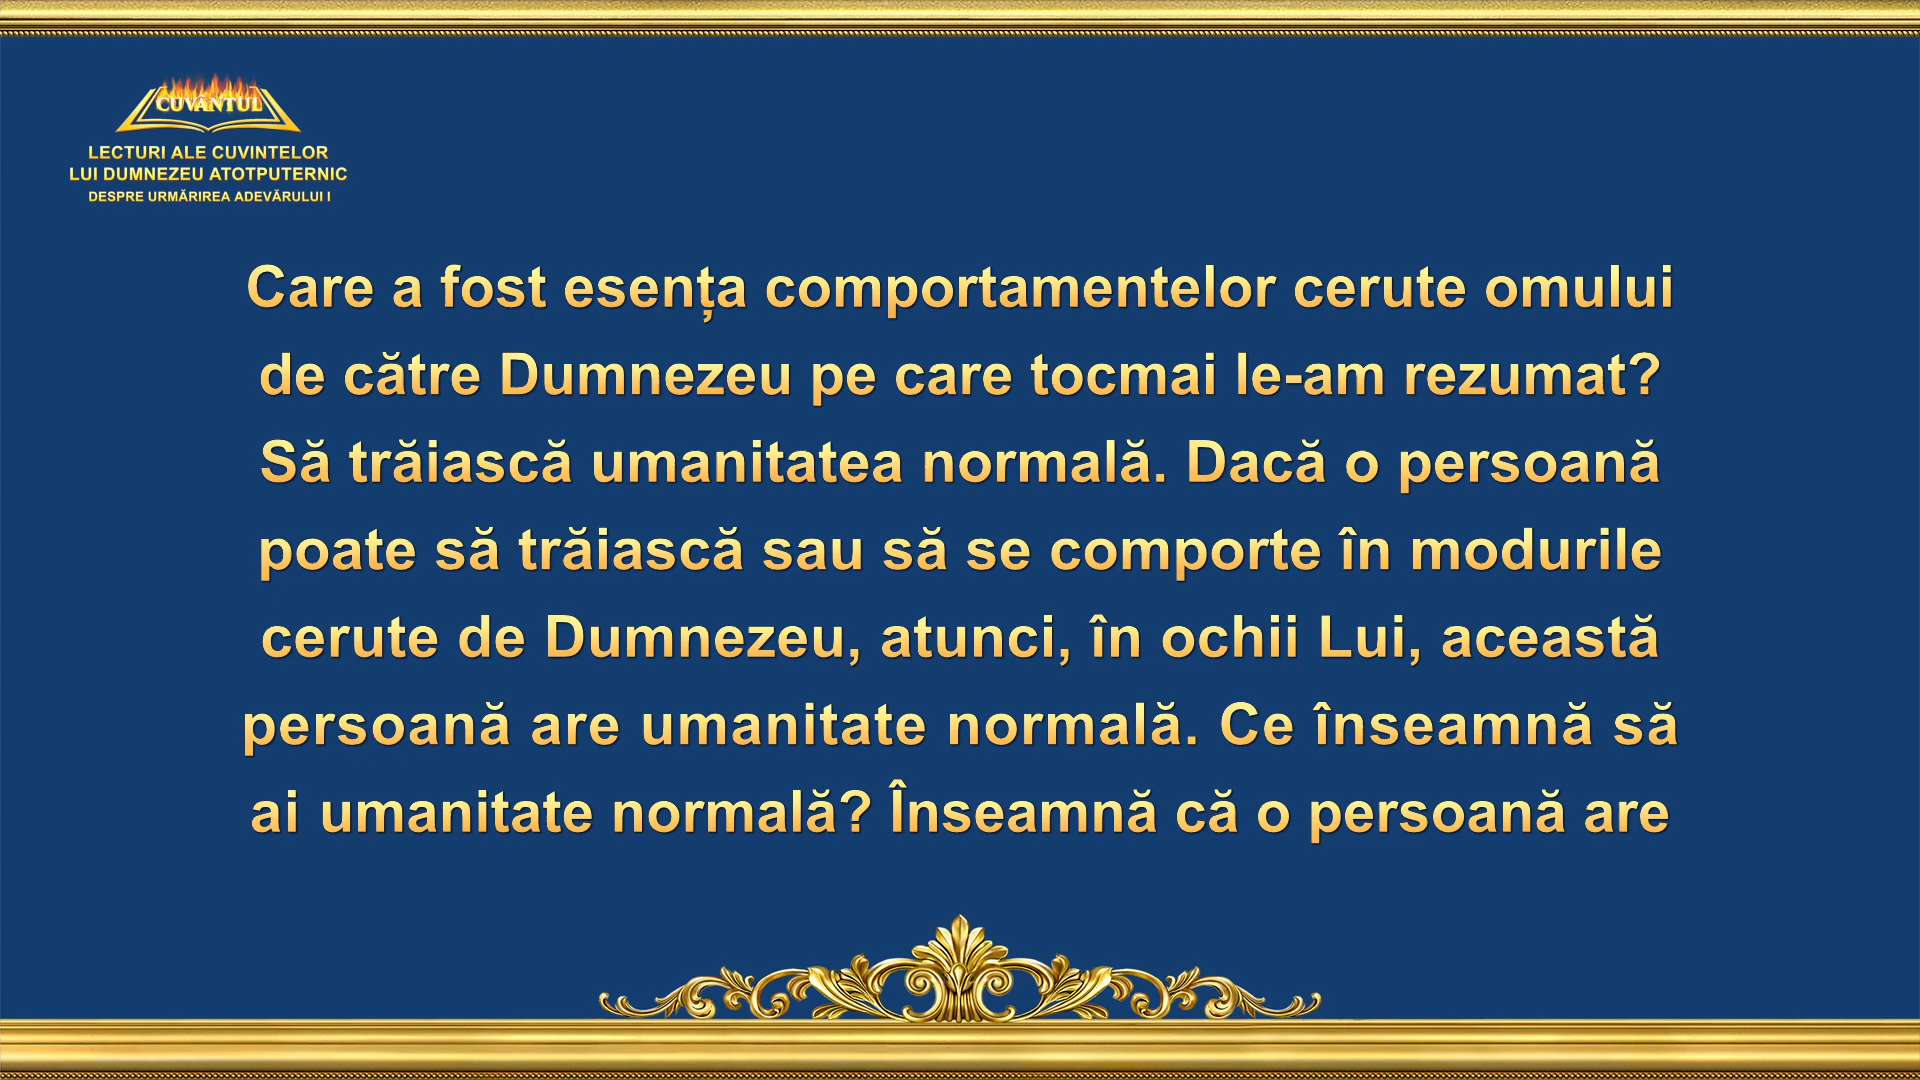 CUVÂNTUL
LECTURI ALE CUVINTELOR
LUI DUMNEZEU ATOTPUTERNIC
DESPRE URMĂRIREA ADEVĂRULUI I
Care a fost esența comportamentelor cerute omului
de către Dumnezeu pe care tocmai le-am rezumat?
Să trăiască umanitatea normală. Dacă o persoană
poate să trăiască sau să se comporte în modurile
cerute de Dumnezeu, atunci, în ochii Lui, această
persoană are umanitate normală. Ce înseamnă să
ai umanitate normală? Înseamnă că o persoană are